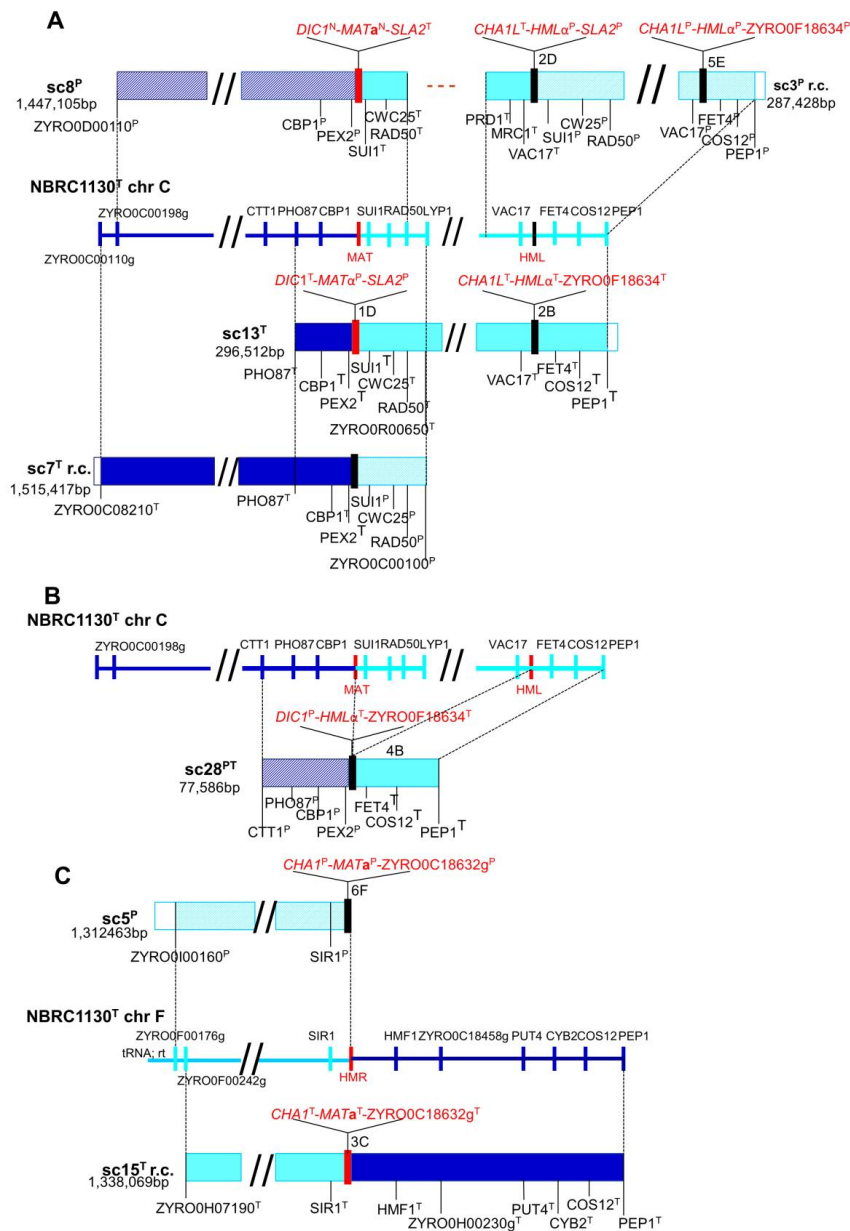 A
DIC1ᴺ-MATaᴺ-SLA2ᵀ
CHA1Lᵀ-HMLαᴾ-SLA2ᴾ
CHA1Lᴾ-HMLαᴾ-ZYRO0F18634ᴾ
2D
5E
sc8ᴾ
1,447,105bp
sc3ᴾ r.c.
287,428bp
ZYRO0D00110ᴾ
CBP1ᴾ
PEX2ᴾ
SUI1ᵀ
CWC25ᵀ
RAD50ᵀ
PRD1ᵀ
MRC1ᵀ
VAC17ᵀ
SUI1ᴾ
CW25ᴾ
RAD50ᴾ
VAC17ᴾ
FET4ᴾ
COS12ᴾ
PEP1ᴾ
NBRC1130ᵀ chr C
ZYRO0C00198g
CTT1 PHO87 CBP1 SUI1 RAD50 LYP1 VAC17 FET4 COS12 PEP1
ZYRO0C00110g
MAT
HML
DIC1ᵀ-MATαᴾ-SLA2ᴾ
CHA1Lᵀ-HMLαᵀ-ZYRO0F18634ᵀ
1D
2B
sc13ᵀ
296,512bp
PHO87ᵀ
CBP1ᵀ
PEX2ᵀ
SUI1ᵀ
CWC25ᵀ
RAD50ᵀ
ZYRO0R00650ᵀ
VAC17ᵀ
FET4ᵀ
COS12ᵀ
PEP1ᵀ
sc7ᵀ r.c.
1,515,417bp
ZYRO0C08210ᵀ
PHO87ᵀ
CBP1ᵀ
PEX2ᵀ
SUI1ᴾ
CWC25ᴾ
RAD50ᴾ
ZYRO0C00100ᴾ
B
NBRC1130ᵀ chr C
ZYRO0C00198g
CTT1 PHO87 CBP1 SUI1 RAD50 LYP1 VAC17 FET4 COS12 PEP1
MAT
HML
DIC1ᴾ-HMLαᵀ-ZYRO0F18634ᵀ
4B
sc28ᴾᵀ
77,586bp
CTT1ᴾ
PHO87ᴾ
CBP1ᴾ
PEX2ᴾ
FET4ᵀ
COS12ᵀ
PEP1ᵀ
C
CHA1ᴾ-MATaᴾ-ZYRO0C18632gᴾ
6F
sc5ᴾ
1,312463bp
ZYRO0I00160ᴾ
SIR1ᴾ
NBRC1130ᵀ chr F
ZYRO0F00176g
SIR1 HMF1 ZYRO0C18458g PUT4 CYB2 COS12 PEP1
tRNA; rt
ZYRO0F00242g
HMR
CHA1ᵀ-MATaᵀ-ZYRO0C18632gᵀ
3C
sc15ᵀ r.c.
1,338,069bp
ZYRO0H07190ᵀ
SIR1ᵀ
HMF1ᵀ
ZYRO0H00230gᵀ
PUT4ᵀ
CYB2ᵀ
COS12ᵀ
PEP1ᵀ